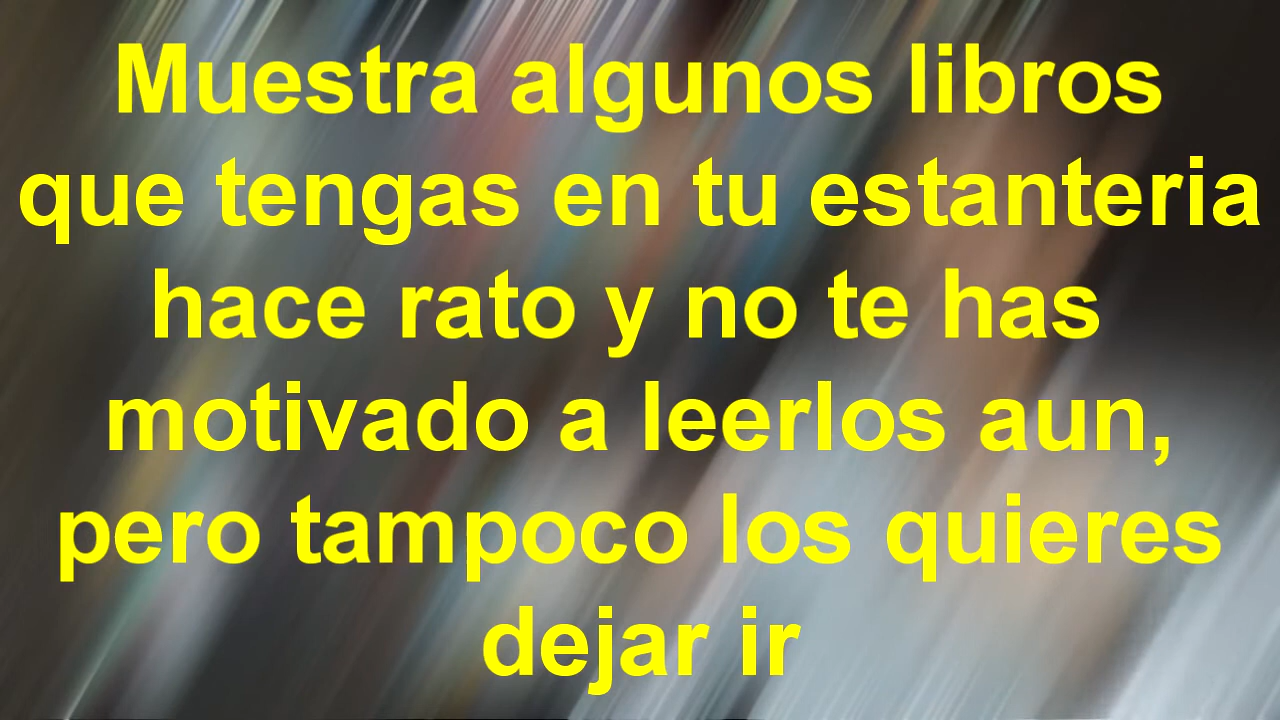 Muestra algunos libros
que tengas en tu estanteria
hace rato y no te has
motivado a leerlos aun,
pero tampoco los quieres
dejar ir